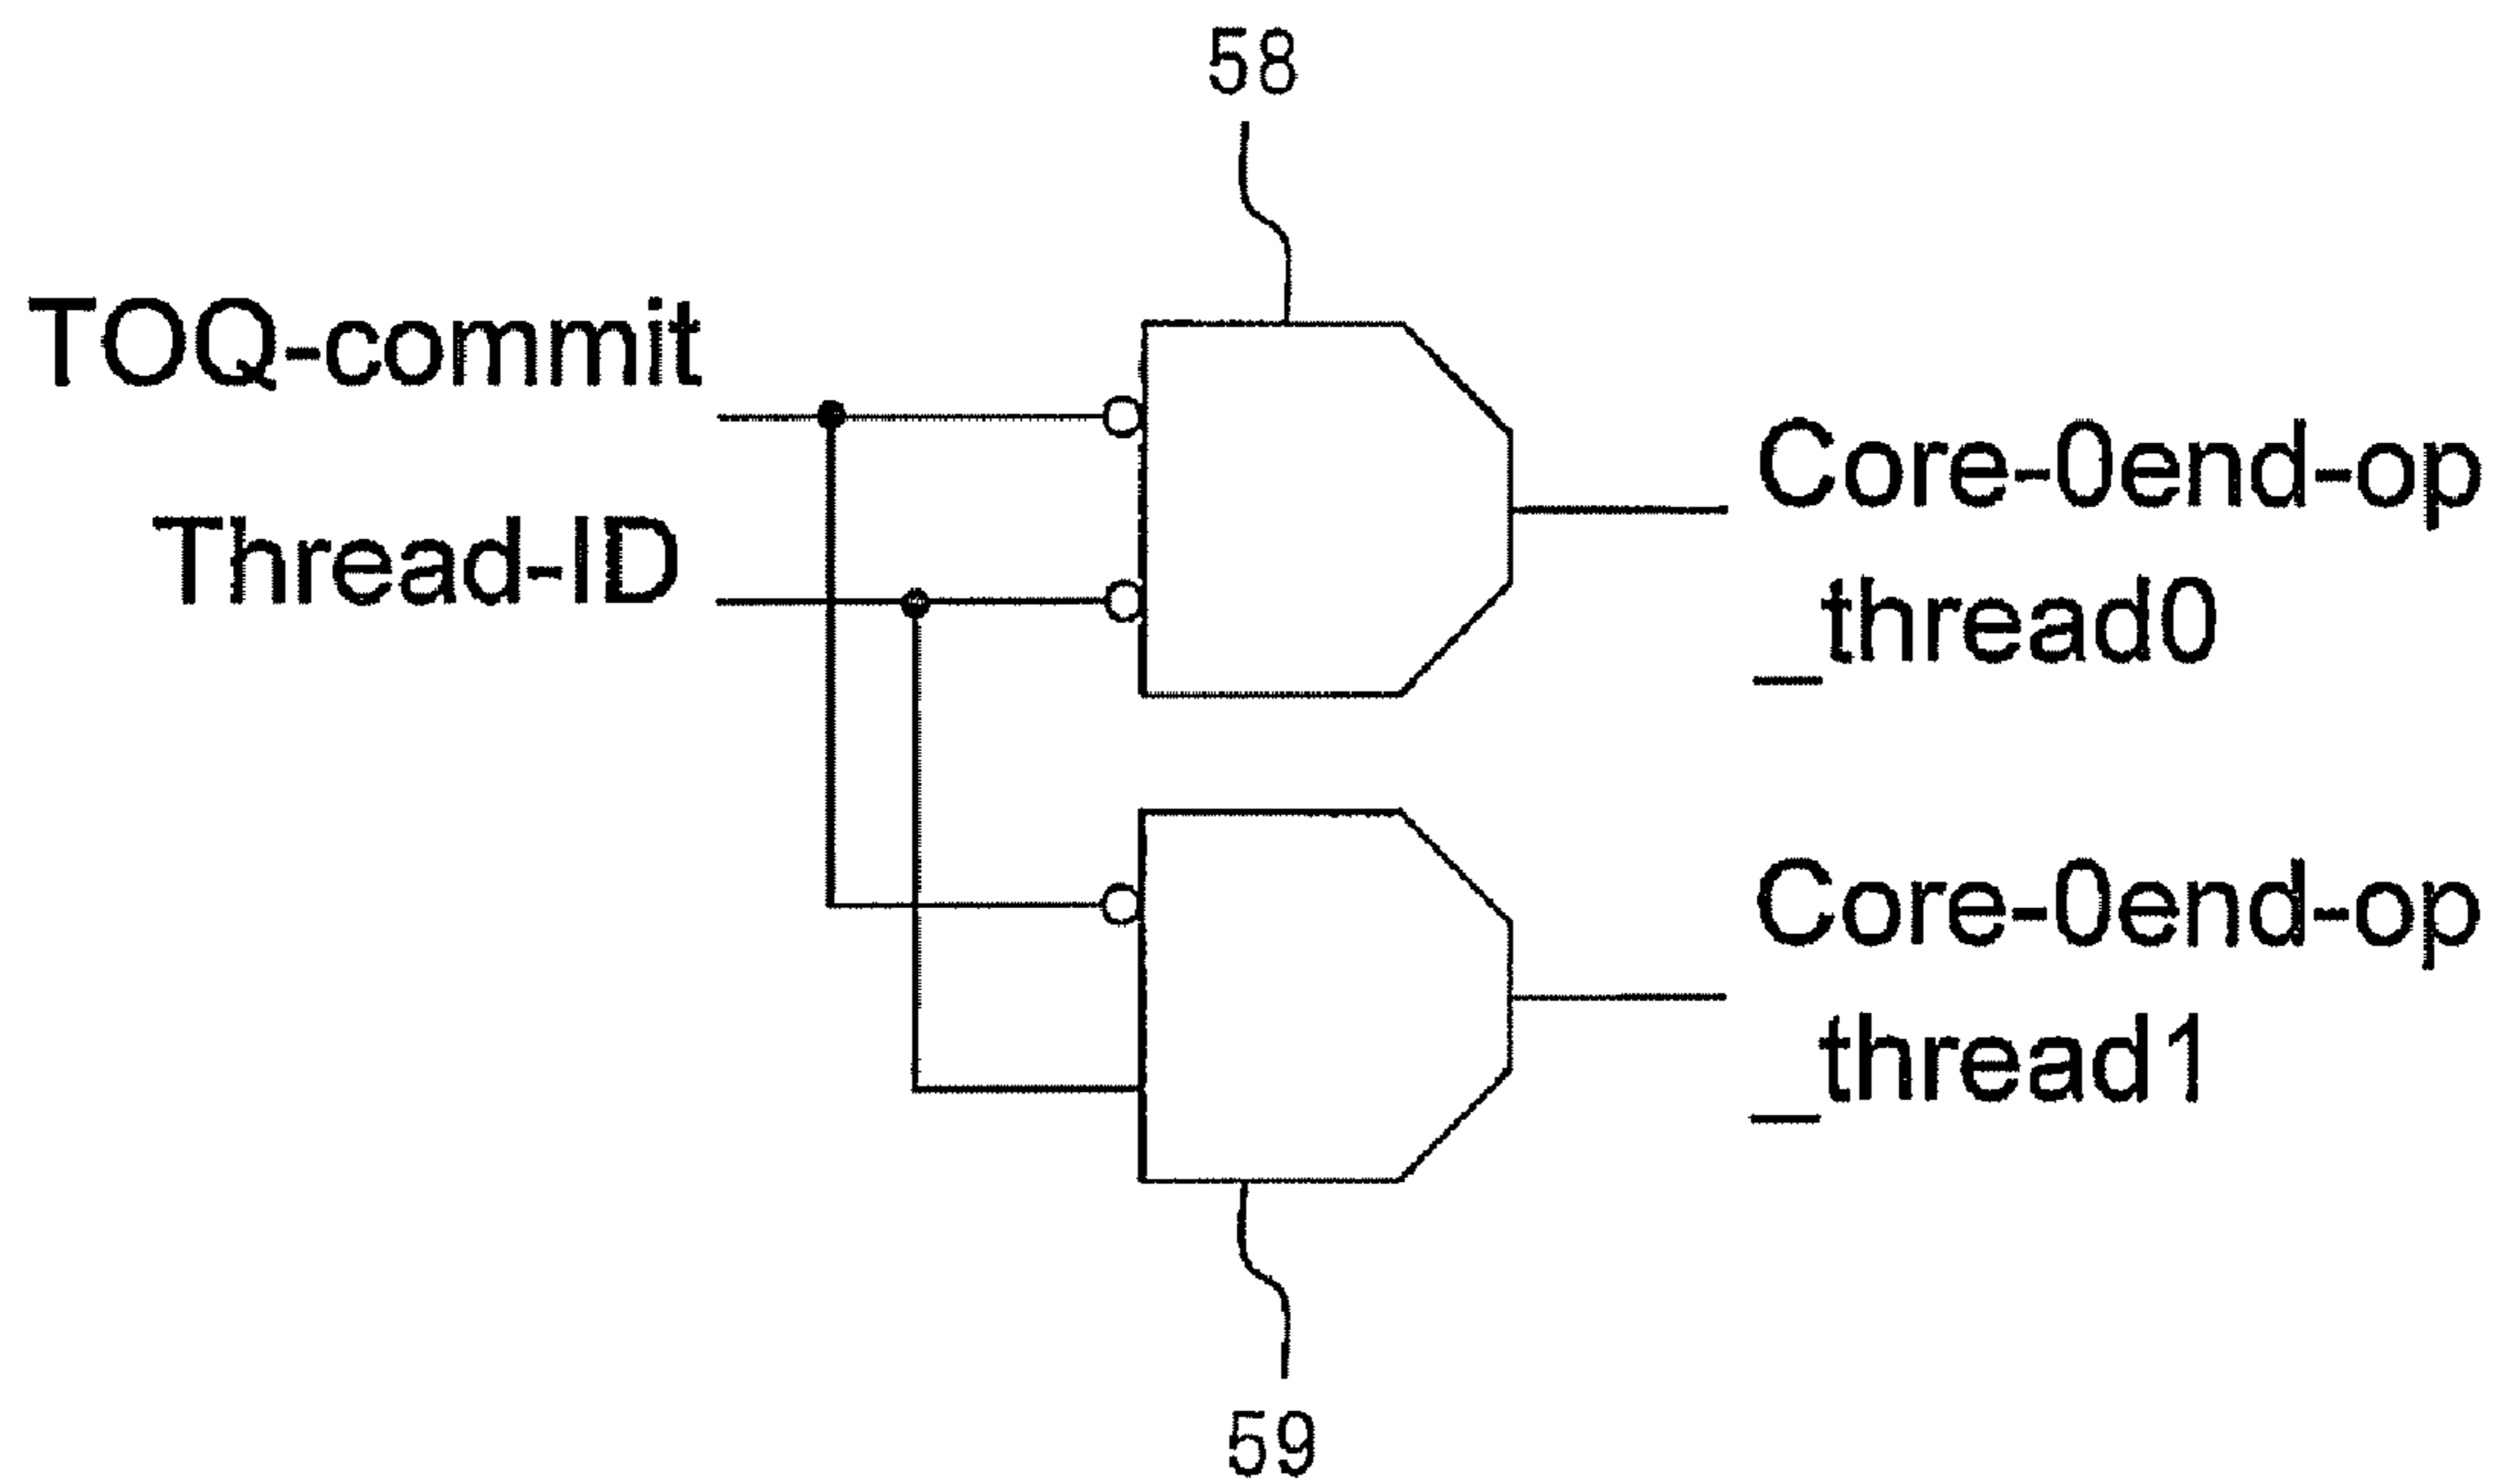 58
TOQ-commit
Thread-ID
Core-0end-op
_thread0
Core-0end-op
_thread1
59